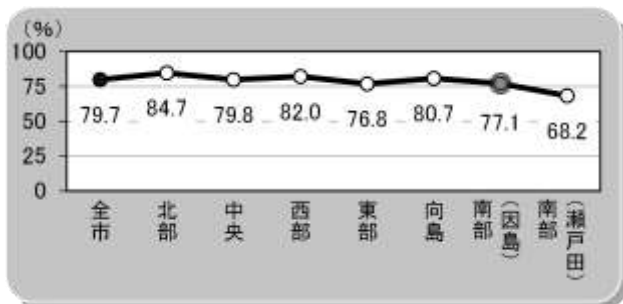 (%)
100
75
50
25
0
79.7 84.7 79.8 82.0 76.8 80.7 77.1 68.2
全市
北部
中央
西部
東部
向島
南部(因島)
南部(瀬戸田)